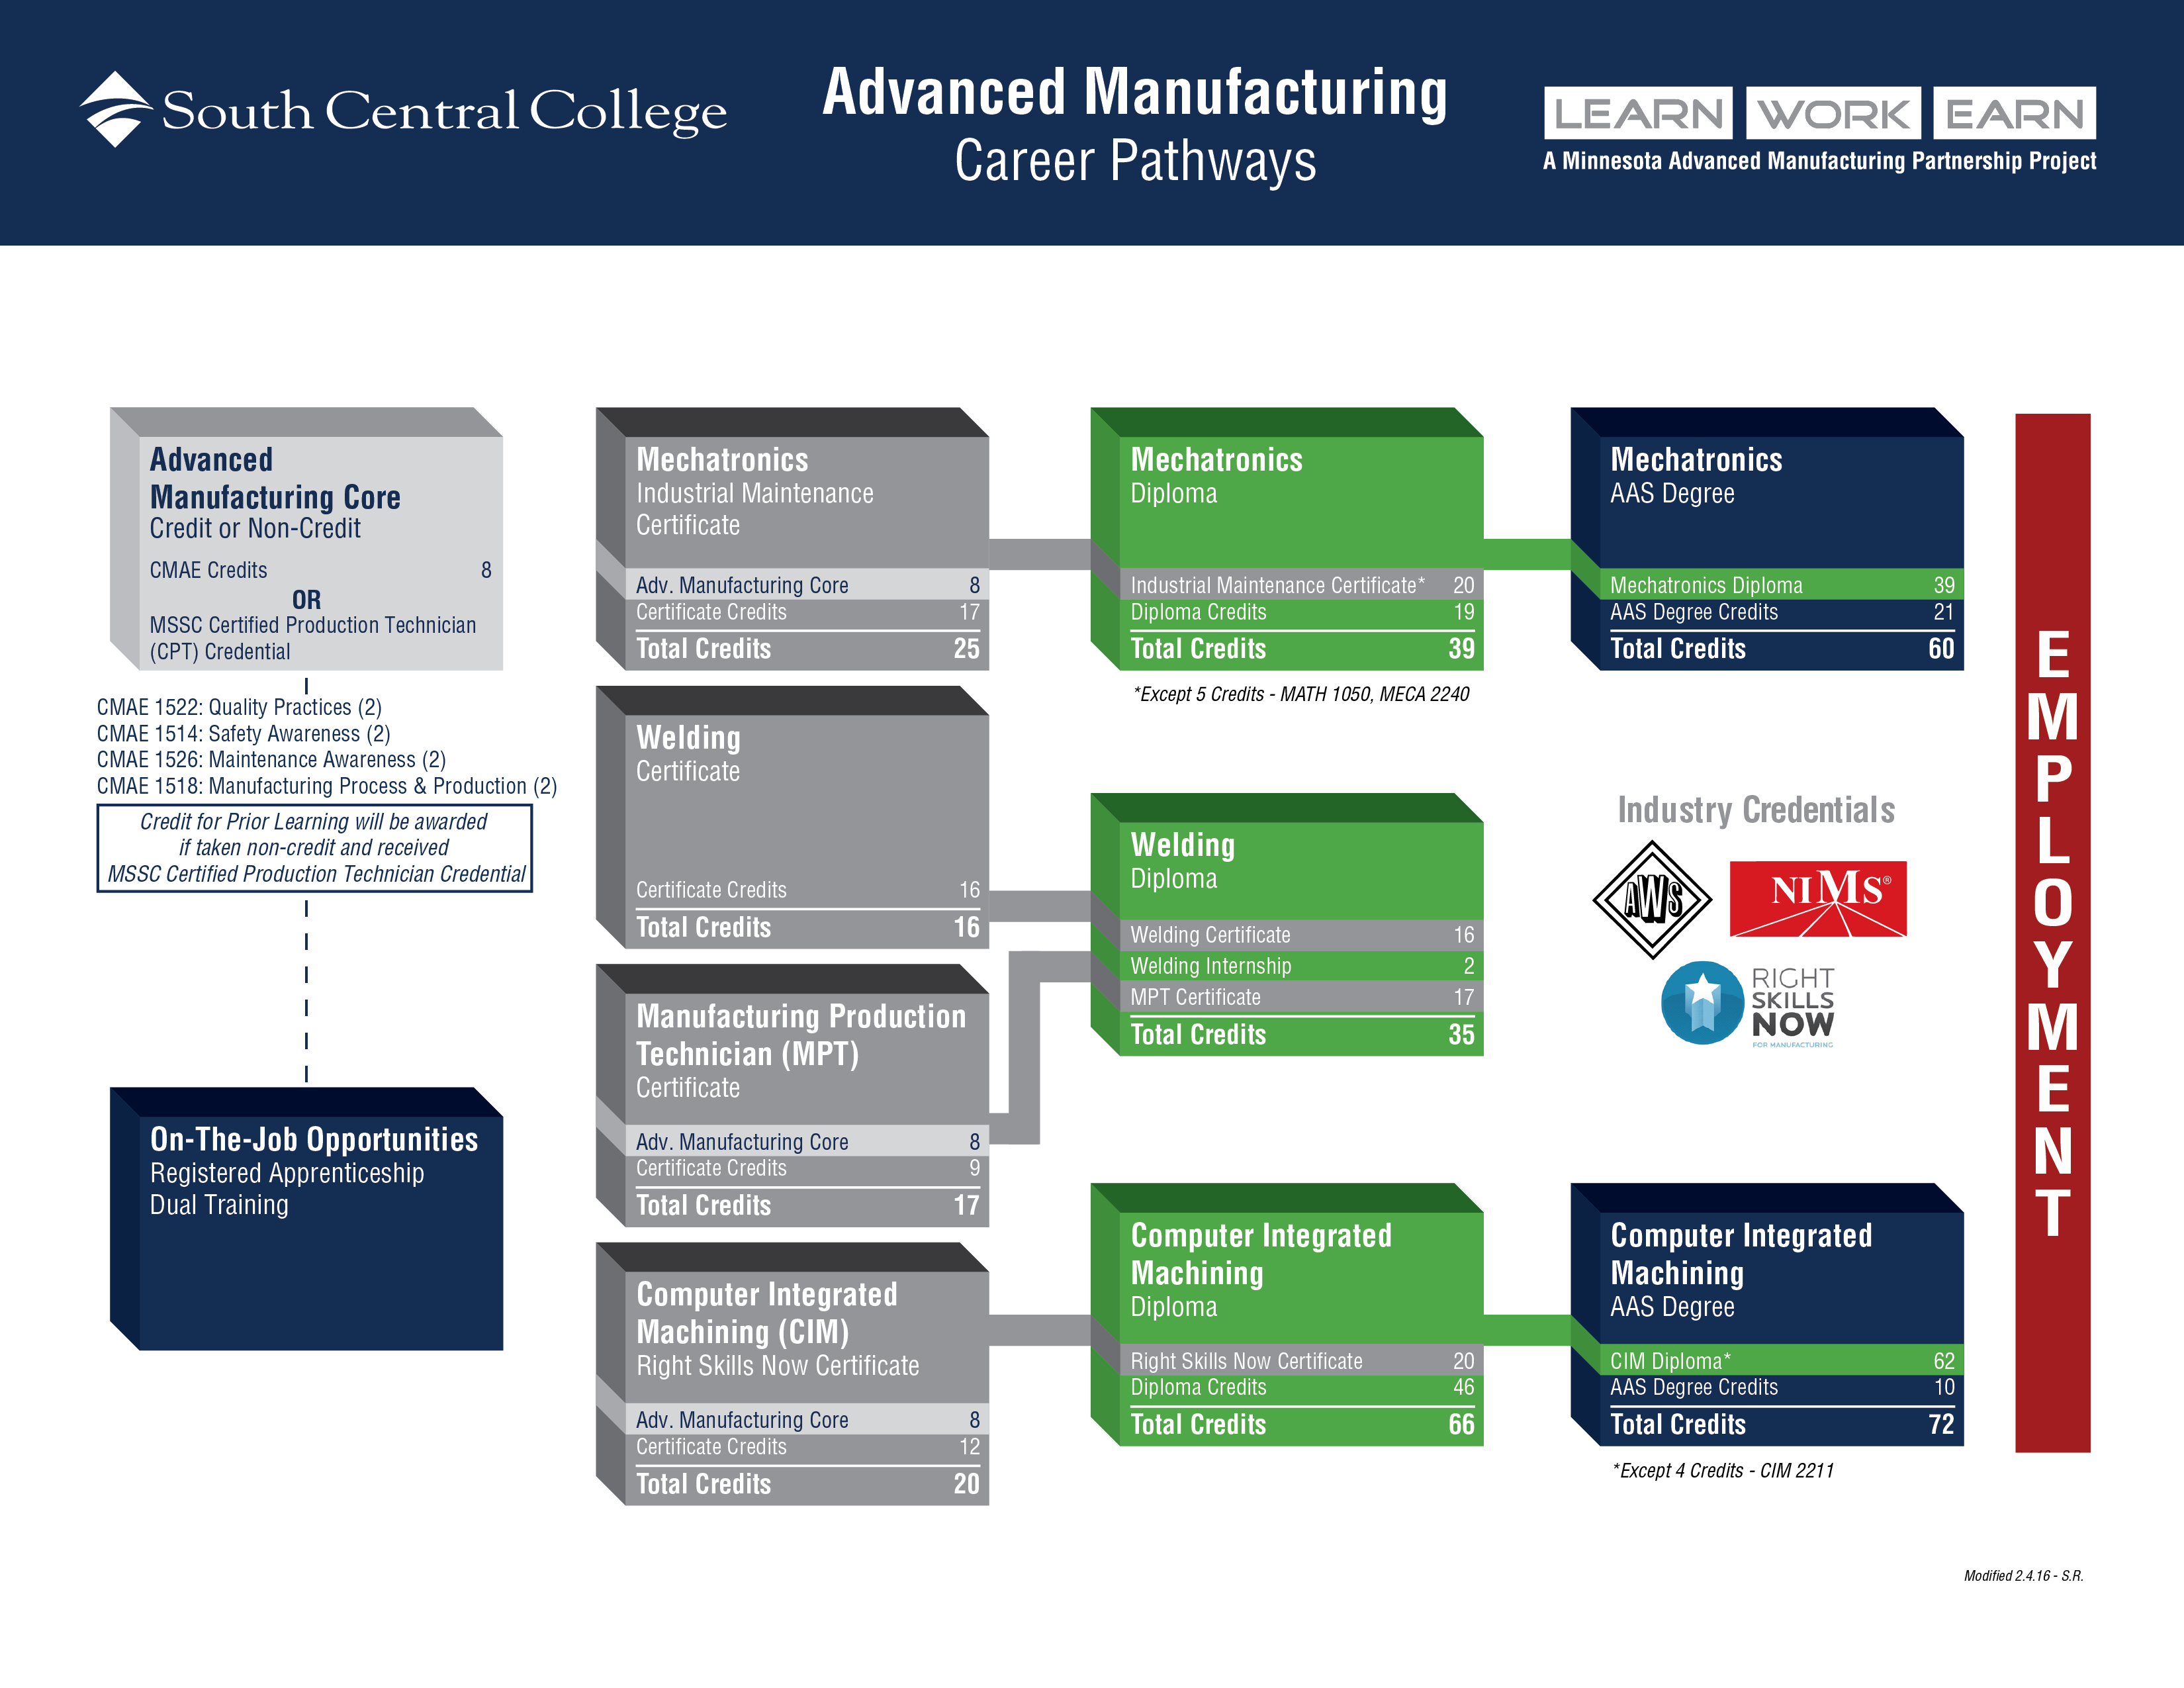 South Central College
Advanced Manufacturing
Career Pathways
LEARN WORK EARN
A Minnesota Advanced Manufacturing Partnership Project
Advanced
Manufacturing Core
Credit or Non-Credit
CMAE Credits 8
OR
MSSC Certified Production Technician
(CPT) Credential
CMAE 1522: Quality Practices (2)
CMAE 1514: Safety Awareness (2)
CMAE 1526: Maintenance Awareness (2)
CMAE 1518: Manufacturing Process & Production (2)
Credit for Prior Learning will be awarded
if taken non-credit and received
MSSC Certified Production Technician Credential
On-The-Job Opportunities
Registered Apprenticeship
Dual Training
Mechatronics
Industrial Maintenance
Certificate
Adv. Manufacturing Core 8
Certificate Credits 17
Total Credits 25
Welding
Certificate
Certificate Credits 16
Total Credits 16
Manufacturing Production
Technician (MPT)
Certificate
Adv. Manufacturing Core 8
Certificate Credits 9
Total Credits 17
Computer Integrated
Machining (CIM)
Right Skills Now Certificate
Adv. Manufacturing Core 8
Certificate Credits 12
Total Credits 20
Mechatronics
Diploma
Industrial Maintenance Certificate* 20
Diploma Credits 19
Total Credits 39
*Except 5 Credits - MATH 1050, MECA 2240
Welding
Diploma
Welding Certificate 16
Welding Internship 2
MPT Certificate 17
Total Credits 35
Computer Integrated
Machining
Diploma
Right Skills Now Certificate 20
Diploma Credits 46
Total Credits 66
Mechatronics
AAS Degree
Mechatronics Diploma 39
AAS Degree Credits 21
Total Credits 60
Industry Credentials
AWS
NIMS®
RIGHT
SKILLS
NOW
FOR MANUFACTURING
Computer Integrated
Machining
AAS Degree
CIM Diploma* 62
AAS Degree Credits 10
Total Credits 72
*Except 4 Credits - CIM 2211
EMPLOYMENT
Modified 2.4.16 - S.R.